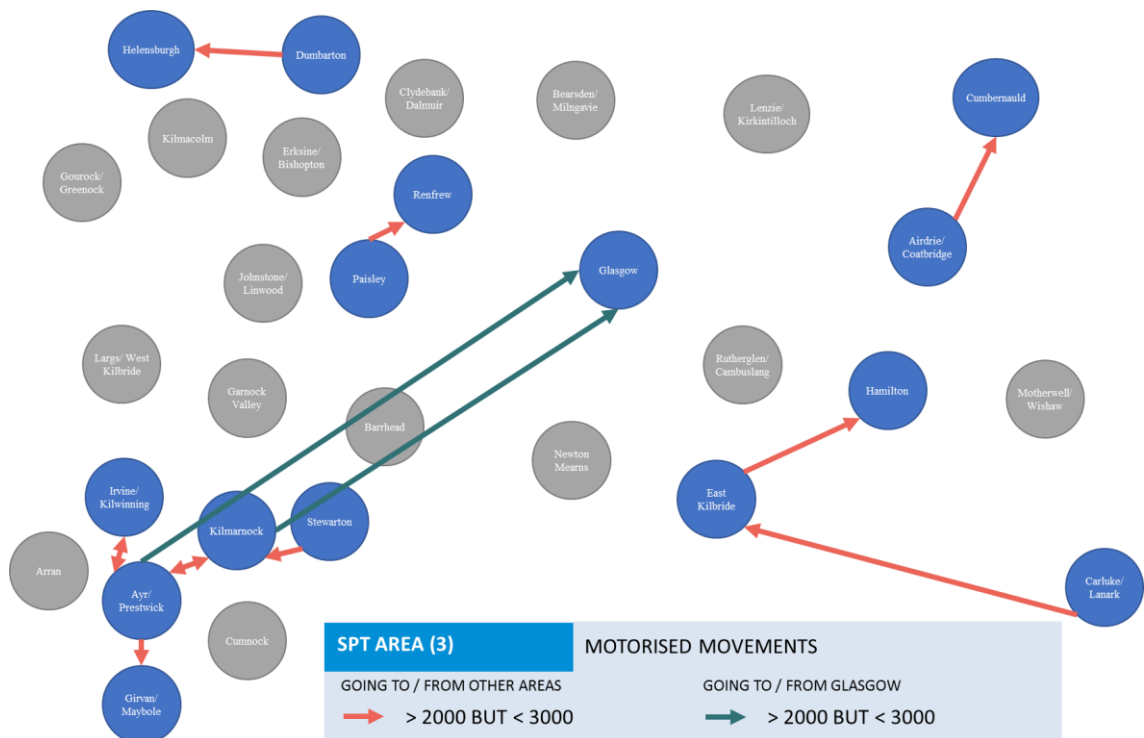 Helensburgh
Dumbarton
Clydebank/
Dalmuir
Bearsden/
Milngavie
Lenzie/
Kirkintilloch
Cumbernauld
Kilmacolm
Erksine/
Bishopton
Gourock/
Greenock
Renfrew
Airdrie/
Coatbridge
Johnstone/
Linwood
Paisley
Glasgow
Largs/ West
Kilbride
Garnock
Valley
Barrhead
Rutherglen/
Cambuslang
Hamilton
Motherwell/
Wishaw
Newton
Mearns
Irvine/
Kilwinning
Kilmarnock
Stewarton
East
Kilbride
Arran
Ayr/
Prestwick
Carluke/
Lanark
Cumnock
Girvan/
Maybole
SPT AREA (3)
MOTORISED MOVEMENTS
GOING TO / FROM OTHER AREAS
> 2000 BUT < 3000
GOING TO / FROM GLASGOW
> 2000 BUT < 3000